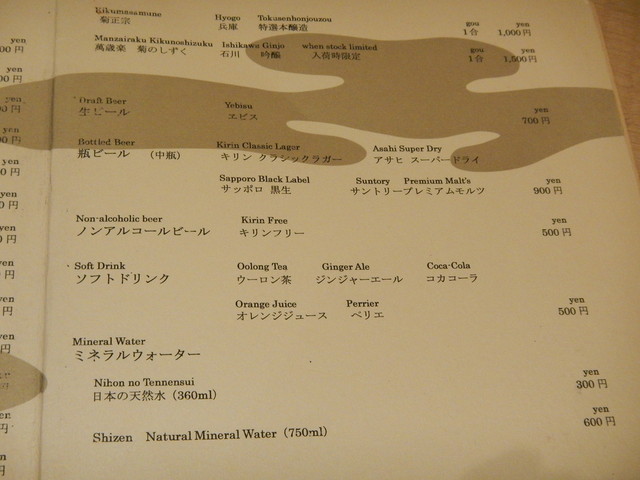 Kikumasamune Hyogo Tokusenhonjouzou gou yen
菊正宗 兵庫 特選本醸造 1合 1,000円
Manzairaku Kikunoshizuku Ishikawa Ginjo when stock limited gou yen
萬歳楽 菊のしずく 石川 吟醸 入荷時限定 1合 1,500円
Draft Beer Yebisu yen
生ビール ヱビス 700円
Bottled Beer Kirin Classic Lager Asahi Super Dry
瓶ビール (中瓶) キリン クラシックラガー アサヒ スーパードライ
Sapporo Black Label Suntory Premium Malt's yen
サッポロ 黒生 サントリープレミアムモルツ 900円
Non-alcoholic beer Kirin Free yen
ノンアルコールビール キリンフリー 500円
Soft Drink Oolong Tea Ginger Ale Coca-Cola
ソフトドリンク ウーロン茶 ジンジャーエール コカコーラ
Orange Juice Perrier yen
オレンジジュース ペリエ 500円
Mineral Water
ミネラルウォーター
Nihon no Tennensui yen
日本の天然水 (360ml) 300円
Shizen Natural Mineral Water (750ml) yen
600円